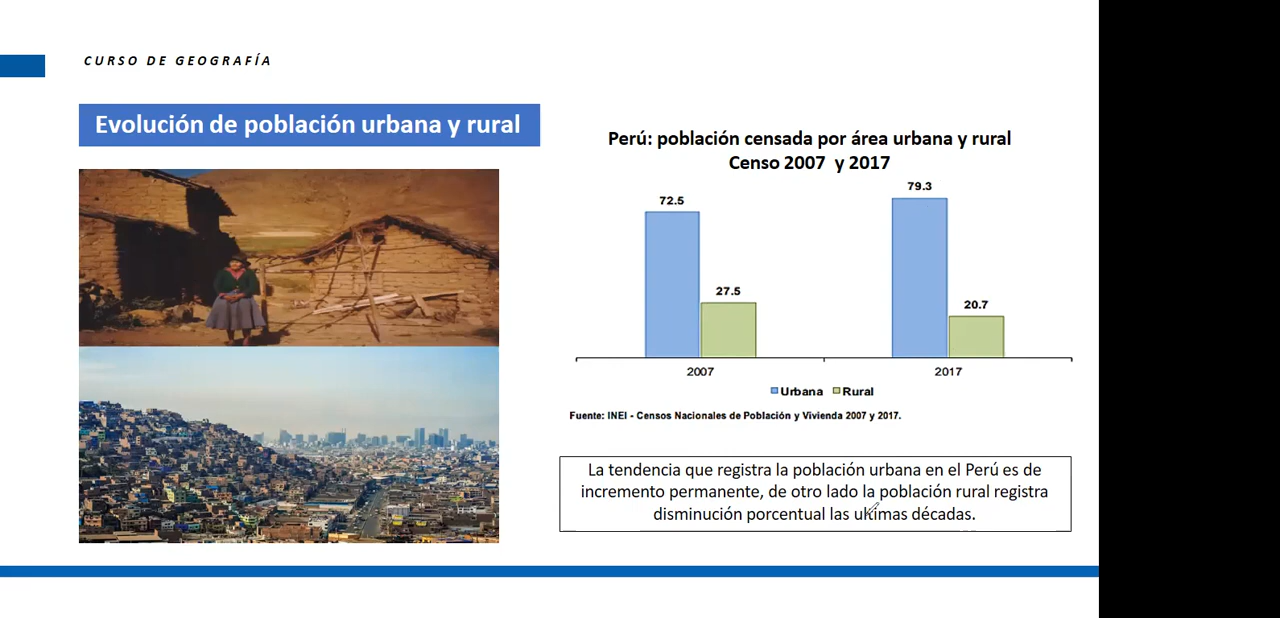 CURSO DE GEOGRAFÍA
Evolución de población urbana y rural
Perú: población censada por área urbana y rural
Censo 2007 y 2017
72.5
27.5
79.3
20.7
2007
2017
Urbana Rural
Fuente: INEI - Censos Nacionales de Población y Vivienda 2007 y 2017.
La tendencia que registra la población urbana en el Perú es de
incremento permanente, de otro lado la población rural registra
disminución porcentual las ultimas décadas.